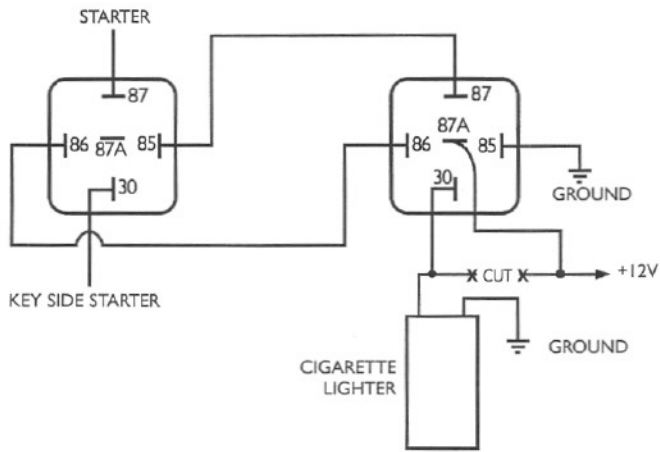 STARTER
87
86
87A
85
30
KEY SIDE STARTER
87
87A
86
85
30
GROUND
CUT
+12V
GROUND
CIGARETTE
LIGHTER